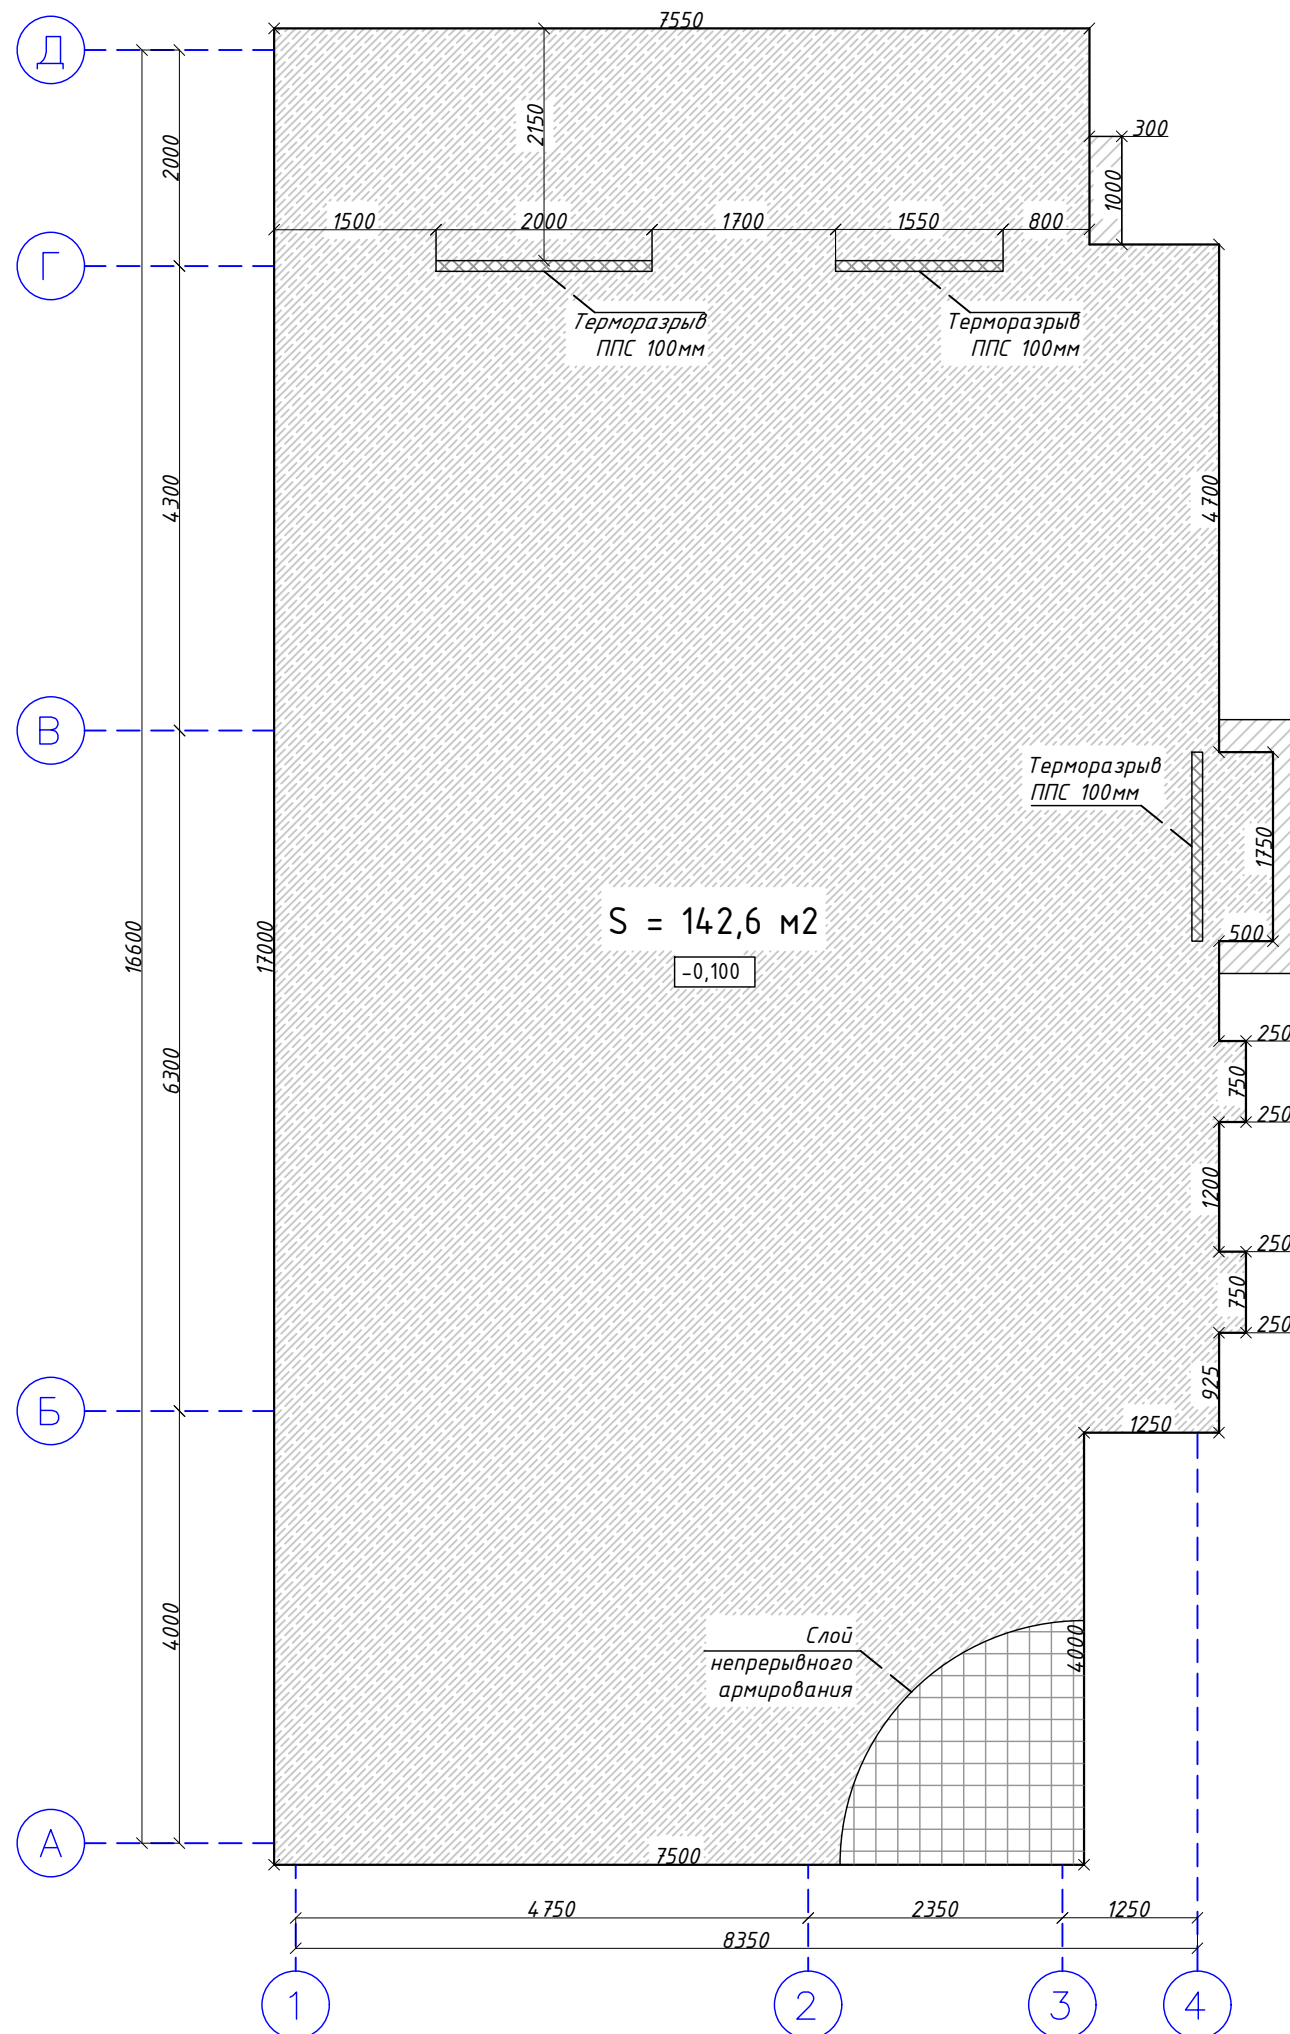 7550
Д
2150
2000
300
1000
1500
2000
1700
1550
800
Г
Терморазрыв
ППС 100мм
Терморазрыв
ППС 100мм
4300
4700
В
Терморазрыв
ППС 100мм
1750
S = 142,6 м2
500
16600
17000
-0,100
250
6300
750
250
1200
250
750
250
925
Б
1250
4000
Слой
непрерывного
армирования
4000
А
7500
4750
2350
1250
8350
1
2
3
4